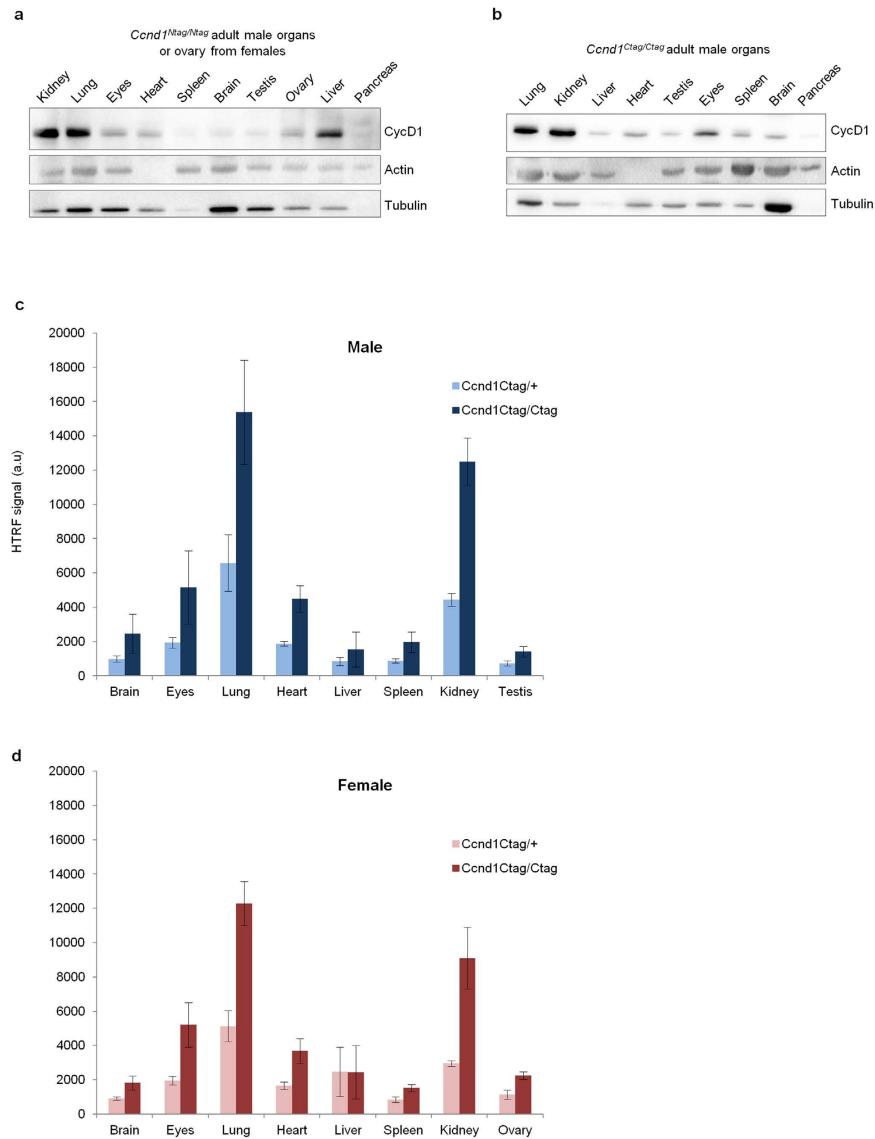 a
Ccnd1Ntag/Ntag adult male organs
or ovary from females
Kidney Lung Eyes Heart Spleen Brain Testis Ovary Liver Pancreas
CycD1
Actin
Tubulin
b
Ccnd1Ctag/Ctag adult male organs
Lung Kidney Liver Heart Testis Eyes Spleen Brain Pancreas
CycD1
Actin
Tubulin
c
Male
HTRF signal (a.u)
20000
18000
16000
14000
12000
10000
8000
6000
4000
2000
0
Ccnd1Ctag/+
Ccnd1Ctag/Ctag
Brain Eyes Lung Heart Liver Spleen Kidney Testis
d
Female
20000
18000
16000
14000
12000
10000
8000
6000
4000
2000
0
Ccnd1Ctag/+
Ccnd1Ctag/Ctag
Brain Eyes Lung Heart Liver Spleen Kidney Ovary